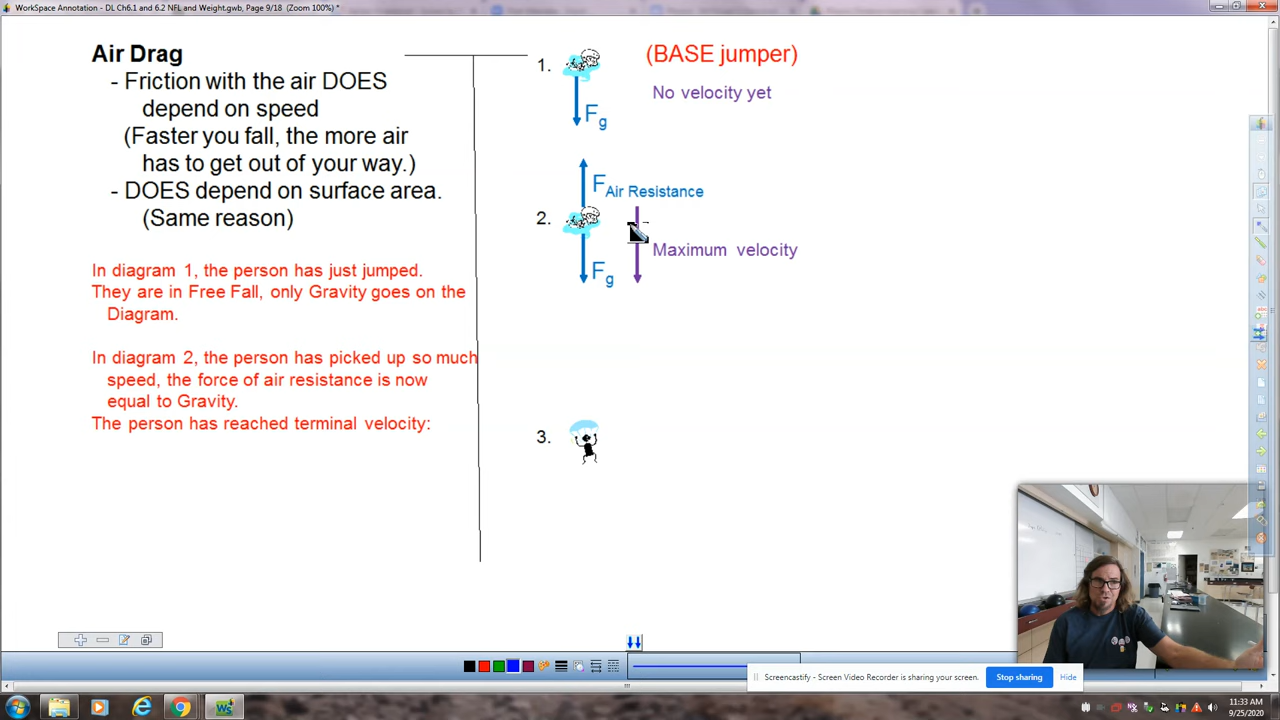 WorkSpace Annotation - DL Ch6.1 and 6.2 NFL and Weight.gwb, Page 9/18 (Zoom 100%) *
Air Drag
- Friction with the air DOES
depend on speed
(Faster you fall, the more air
has to get out of your way.)
- DOES depend on surface area.
(Same reason)
In diagram 1, the person has just jumped.
They are in Free Fall, only Gravity goes on the
Diagram.
In diagram 2, the person has picked up so much
speed, the force of air resistance is now
equal to Gravity.
The person has reached terminal velocity:
1.
(BASE jumper)
No velocity yet
Fg
F Air Resistance
2.
Maximum velocity
Fg
3.
Screencastify - Screen Video Recorder is sharing your screen.
Stop sharing
Hide
11:33 AM
9/25/2020